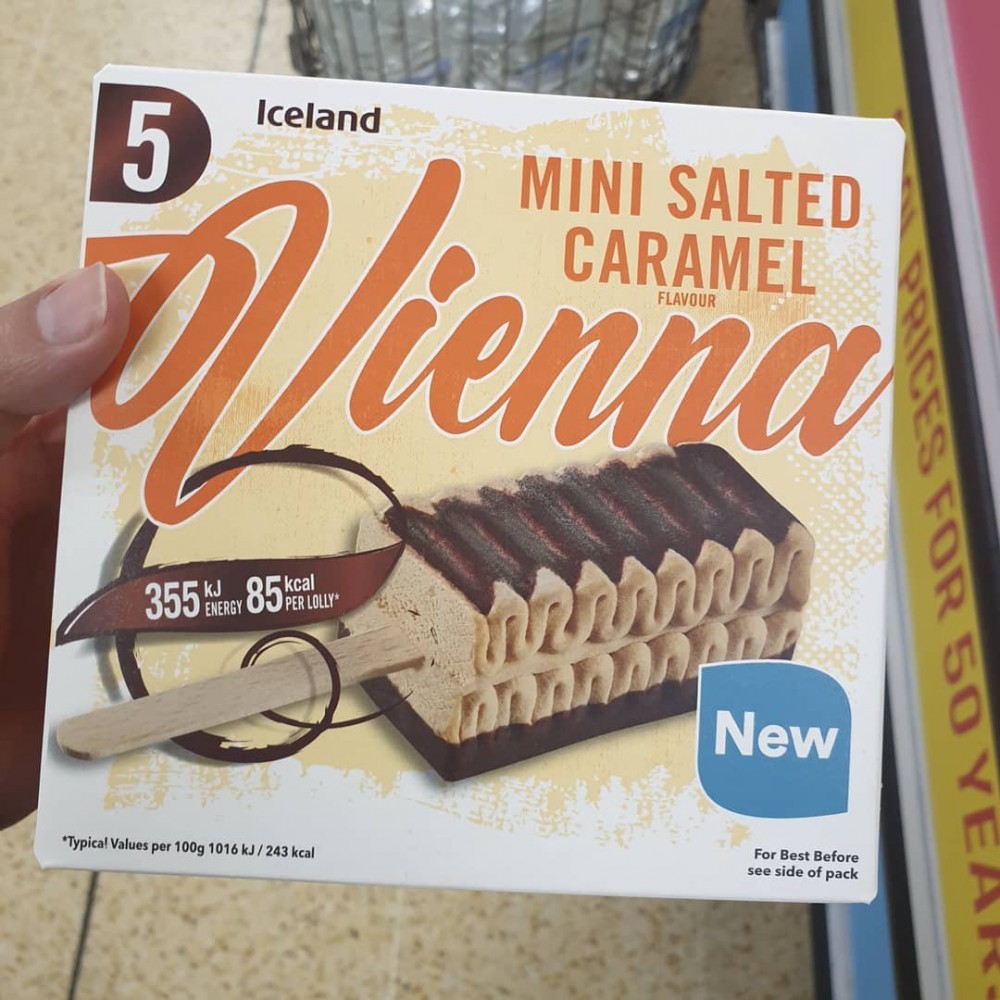 5
Iceland
MINI SALTED
CARAMEL
FLAVOUR
Vienna
355 kJ ENERGY 85 kcal PER LOLLY*
New
*Typical Values per 100g 1016 kJ / 243 kcal
For Best Before
see side of pack
PRICES FOR 50 YEARS